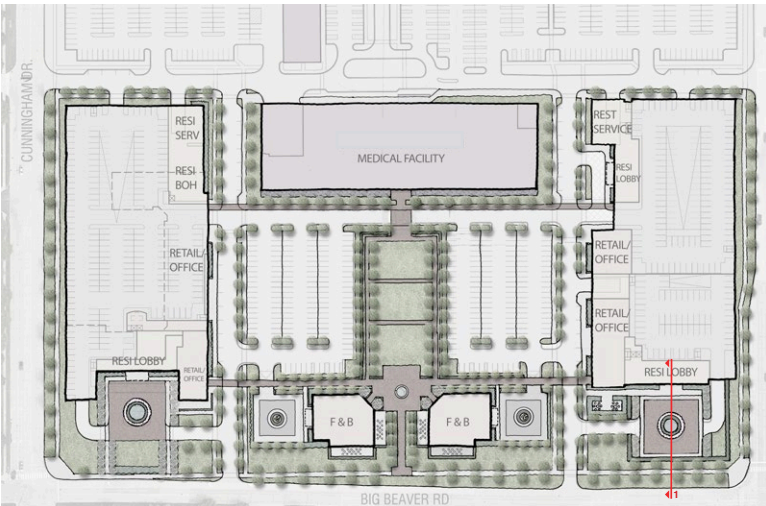 CUNNINGHAM DR.
RESI
SERV
RESI
BOH
RETAIL/
OFFICE
RESI LOBBY
RETAIL/
OFFICE
MEDICAL FACILITY
F & B
F & B
REST
SERVICE
RESI
LOBBY
RETAIL/
OFFICE
RETAIL/
OFFICE
RESI LOBBY
1
BIG BEAVER RD